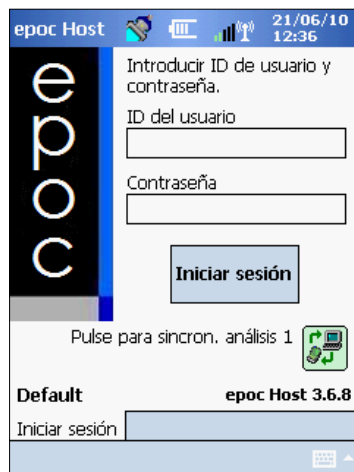 epoc Host
21/06/10
12:36
epoc
Introducir ID de usuario y
contraseña.
ID del usuario
Contraseña
Iniciar sesión
Pulse para sincron. análisis 1
Default
epoc Host 3.6.8
Iniciar sesión